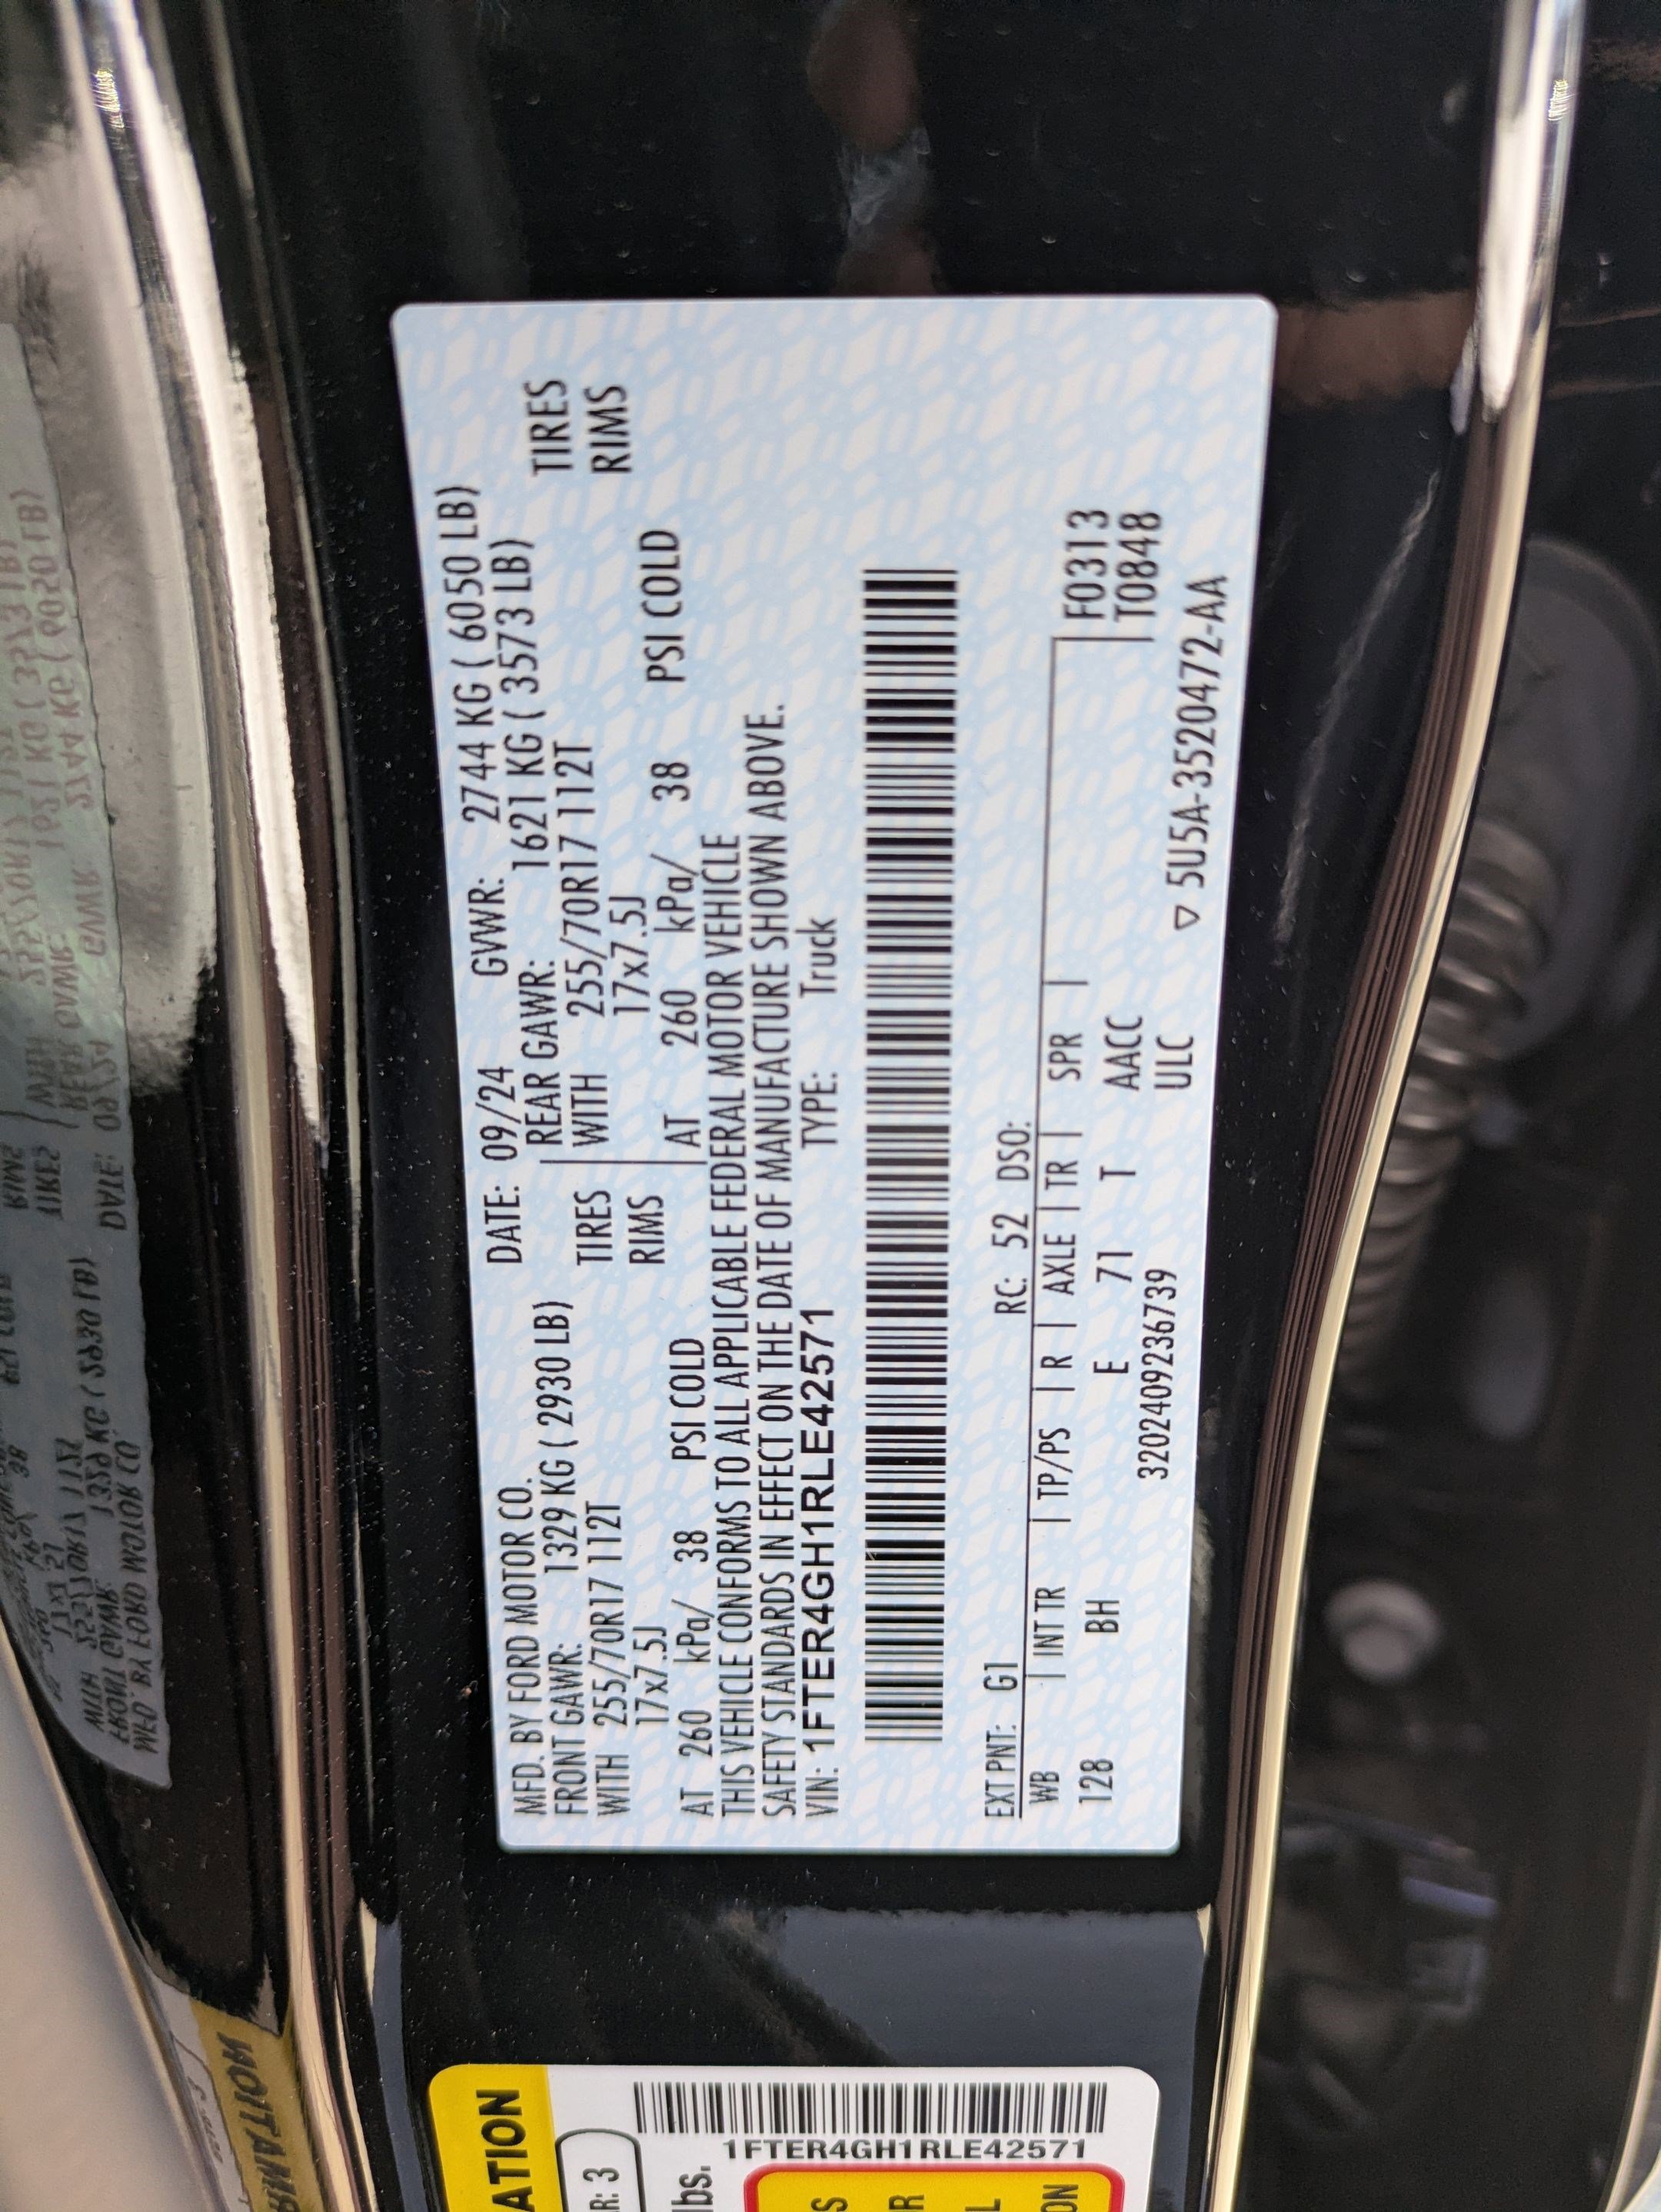 MFD. BY FORD MOTOR CO.
DATE: 09/24 GVWR: 2744 KG ( 6050 LB)
FRONT GAWR: 1329 KG ( 2930 LB)
REAR GAWR: 1621 KG ( 3573 LB)
WITH 255/70R17 112T TIRES
WITH 255/70R17 112T TIRES
17x7.5J RIMS
17x7.5J RIMS
AT 260 kPa/ 38 PSI COLD
AT 260 kPa/ 38 PSI COLD
THIS VEHICLE CONFORMS TO ALL APPLICABLE FEDERAL MOTOR VEHICLE
SAFETY STANDARDS IN EFFECT ON THE DATE OF MANUFACTURE SHOWN ABOVE.
VIN: 1FTER4GH1RLE42571 TYPE: Truck
EXT PNT: G1 RC: 52 DSO:
WB | INT TR | TP/PS | R | AXLE | TR | SPR |
128 BH E 71 T AACC
F0313
T0848
3202409236739 ULC
▽ 5U5A-3520472-AA
ATION
R: 3
lbs.
1FTER4GH1RLE42571
S
R
L
ON